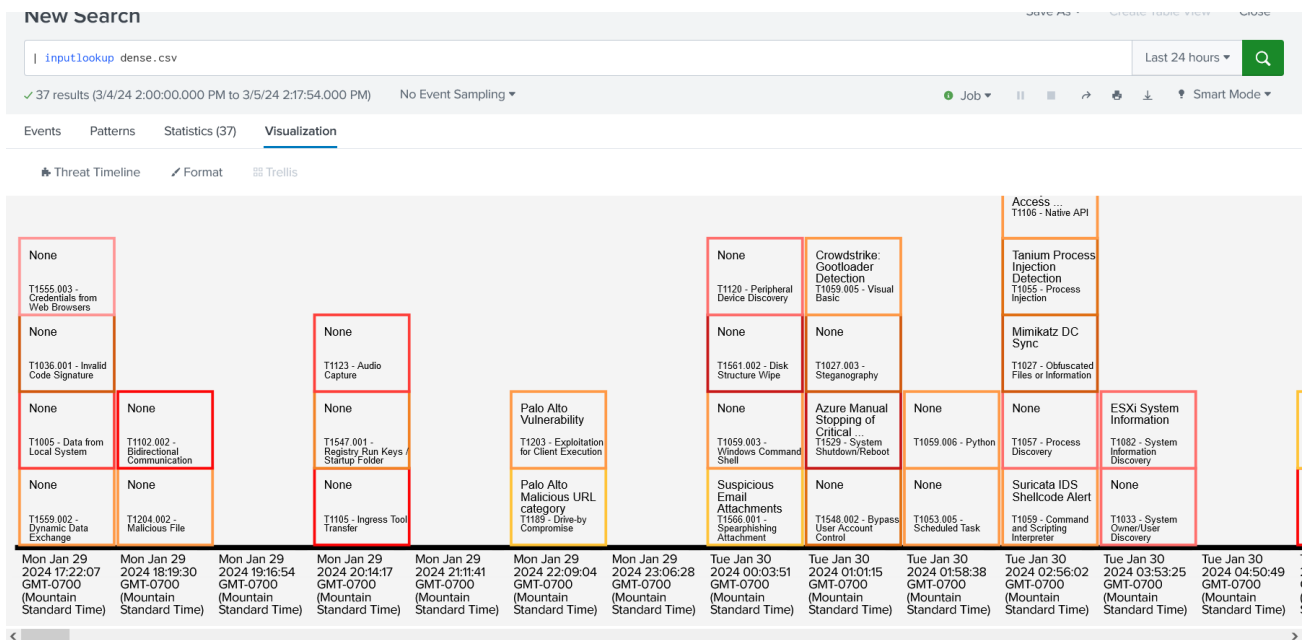 New Search
Save As
Create Table View
Close
| inputlookup dense.csv
Last 24 hours
37 results (3/4/24 2:00:00.000 PM to 3/5/24 2:17:54.000 PM)
No Event Sampling
Job
Smart Mode
Events
Patterns
Statistics (37)
Visualization
Threat Timeline
Format
Trellis
None
T1555.003 -
Credentials from
Web Browsers
None
T1036.001 - Invalid
Code Signature
None
T1005 - Data from
Local System
None
T1559.002 -
Dynamic Data
Exchange
Mon Jan 29
2024 17:22:07
GMT-0700
(Mountain
Standard Time)
None
T1102.002 -
Bidirectional
Communication
None
T1204.002 -
Malicious File
Mon Jan 29
2024 18:19:30
GMT-0700
(Mountain
Standard Time)
Mon Jan 29
2024 19:16:54
GMT-0700
(Mountain
Standard Time)
None
T1123 - Audio
Capture
None
T1547.001 -
Registry Run Keys /
Startup Folder
None
T1105 - Ingress Tool
Transfer
Mon Jan 29
2024 20:14:17
GMT-0700
(Mountain
Standard Time)
Mon Jan 29
2024 21:11:41
GMT-0700
(Mountain
Standard Time)
Palo Alto
Vulnerability
T1203 - Exploitation
for Client Execution
Palo Alto
Malicious URL
category
T1189 - Drive-by
Compromise
Mon Jan 29
2024 22:09:04
GMT-0700
(Mountain
Standard Time)
Mon Jan 29
2024 23:06:28
GMT-0700
(Mountain
Standard Time)
None
T1120 - Peripheral
Device Discovery
None
T1561.002 - Disk
Structure Wipe
None
T1059.003 -
Windows Command
Shell
Suspicious
Email
Attachments
T1566.001 -
Spearphishing
Attachment
Tue Jan 30
2024 00:03:51
GMT-0700
(Mountain
Standard Time)
Crowdstrike:
Gootloader
Detection
T1059.005 - Visual
Basic
None
T1027.003 -
Steganography
Azure Manual
Stopping of
Critical ...
T1529 - System
Shutdown/Reboot
None
T1548.002 - Bypass
User Account
Control
Tue Jan 30
2024 01:01:15
GMT-0700
(Mountain
Standard Time)
None
T1059.006 - Python
None
T1053.005 -
Scheduled Task
Tue Jan 30
2024 01:58:38
GMT-0700
(Mountain
Standard Time)
Access ...
T1106 - Native API
Tanium Process
Injection
Detection
T1055 - Process
Injection
Mimikatz DC
Sync
T1027 - Obfuscated
Files or Information
None
T1057 - Process
Discovery
Suricata IDS
Shellcode Alert
T1059 - Command
and Scripting
Interpreter
Tue Jan 30
2024 02:56:02
GMT-0700
(Mountain
Standard Time)
ESXi System
Information
T1082 - System
Information
Discovery
None
T1033 - System
Owner/User
Discovery
Tue Jan 30
2024 03:53:25
GMT-0700
(Mountain
Standard Time)
Tue Jan 30
2024 04:50:49
GMT-0700
(Mountain
Standard Time)